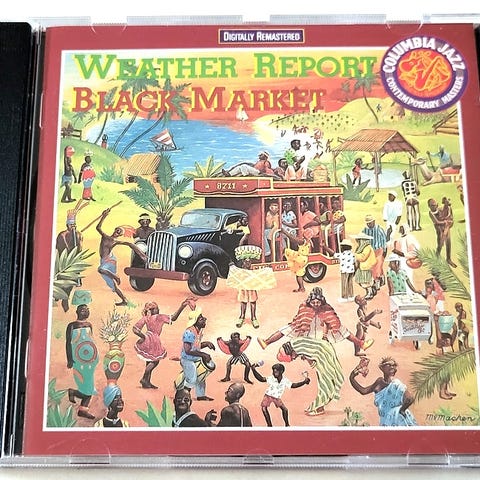 DIGITALLY REMASTERED
WEATHER REPORT
BLACK MARKET
COLUMBIA JAZZ
CONTEMPORARY MASTERS
8711
McMacken